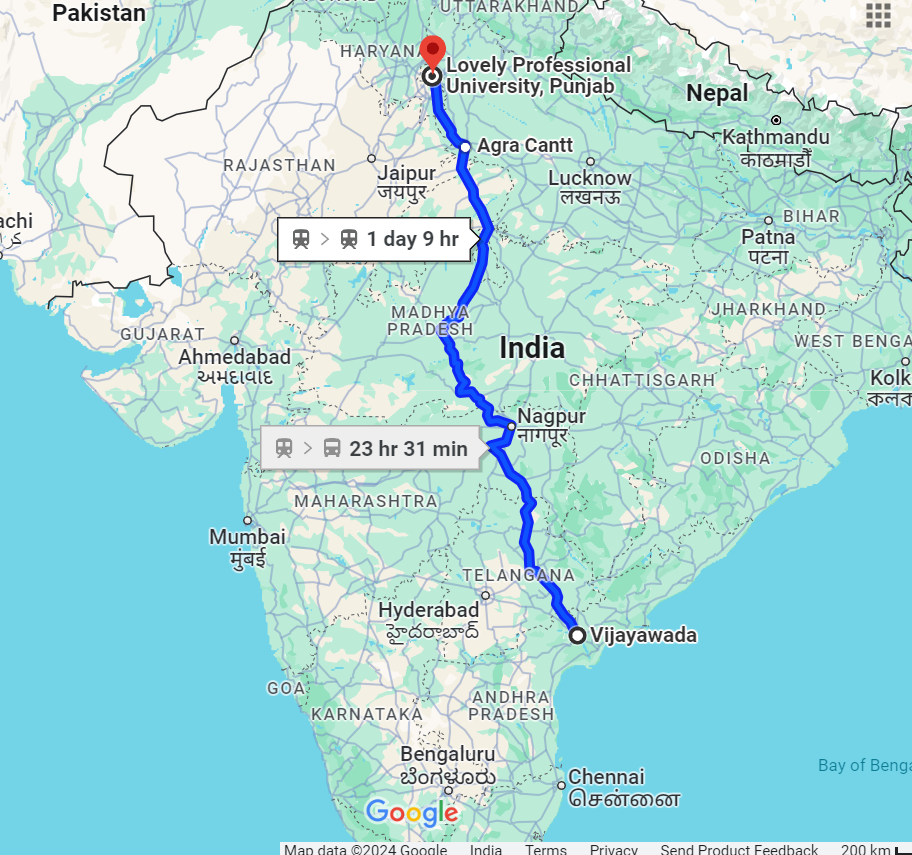 UTTARAKHAND
Pakistan
HARYANA
Lovely Professional
University, Punjab
Nepal
Agra Cantt
Kathmandu
काठमाडौँ
RAJASTHAN
Jaipur
जयपुर
Lucknow
लखनऊ
achi
BIHAR
Patna
पटना
1 day 9 hr
MADHYA
PRADESH
JHARKHAND
GUJARAT
WEST BENGA
India
Ahmedabad
અમદાવાદ
CHHATTISGARH
Kolk
कलक
Nagpur
नागपूर
23 hr 31 min
ODISHA
MAHARASHTRA
Mumbai
मुंबई
TELANGANA
Hyderabad
హైదరాబాద్
Vijayawada
GOA
ANDHRA
PRADESH
KARNATAKA
Bengaluru
ಬೆಂಗಳೂರು
Bay of Benga
Chennai
சென்னை
Google
Map data ©2024 Google India Terms Privacy Send Product Feedback 200 km